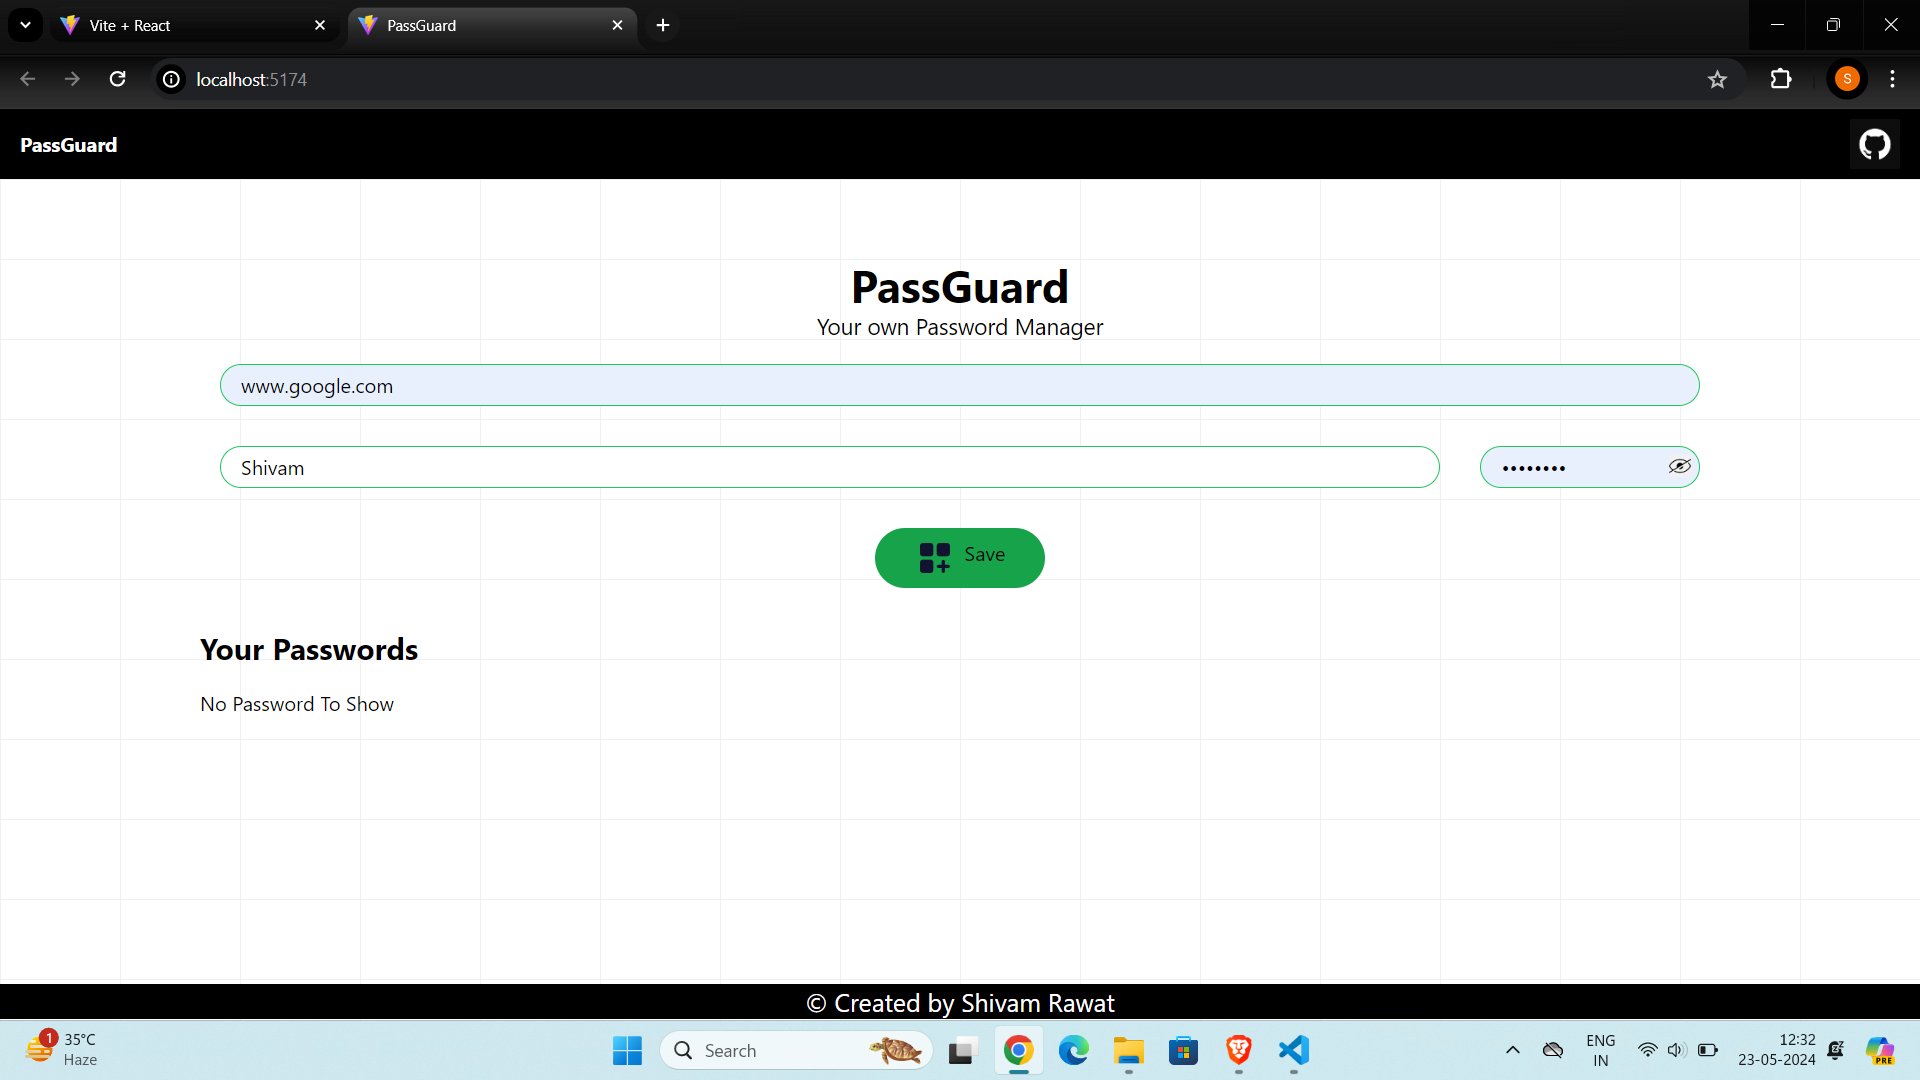 Vite + React
PassGuard
localhost:5174
S
PassGuard
PassGuard
Your own Password Manager
www.google.com
Shivam
••••••••
Save
Your Passwords
No Password To Show
© Created by Shivam Rawat
1
35°C
Haze
Search
ENG
IN
12:32
23-05-2024
PRE